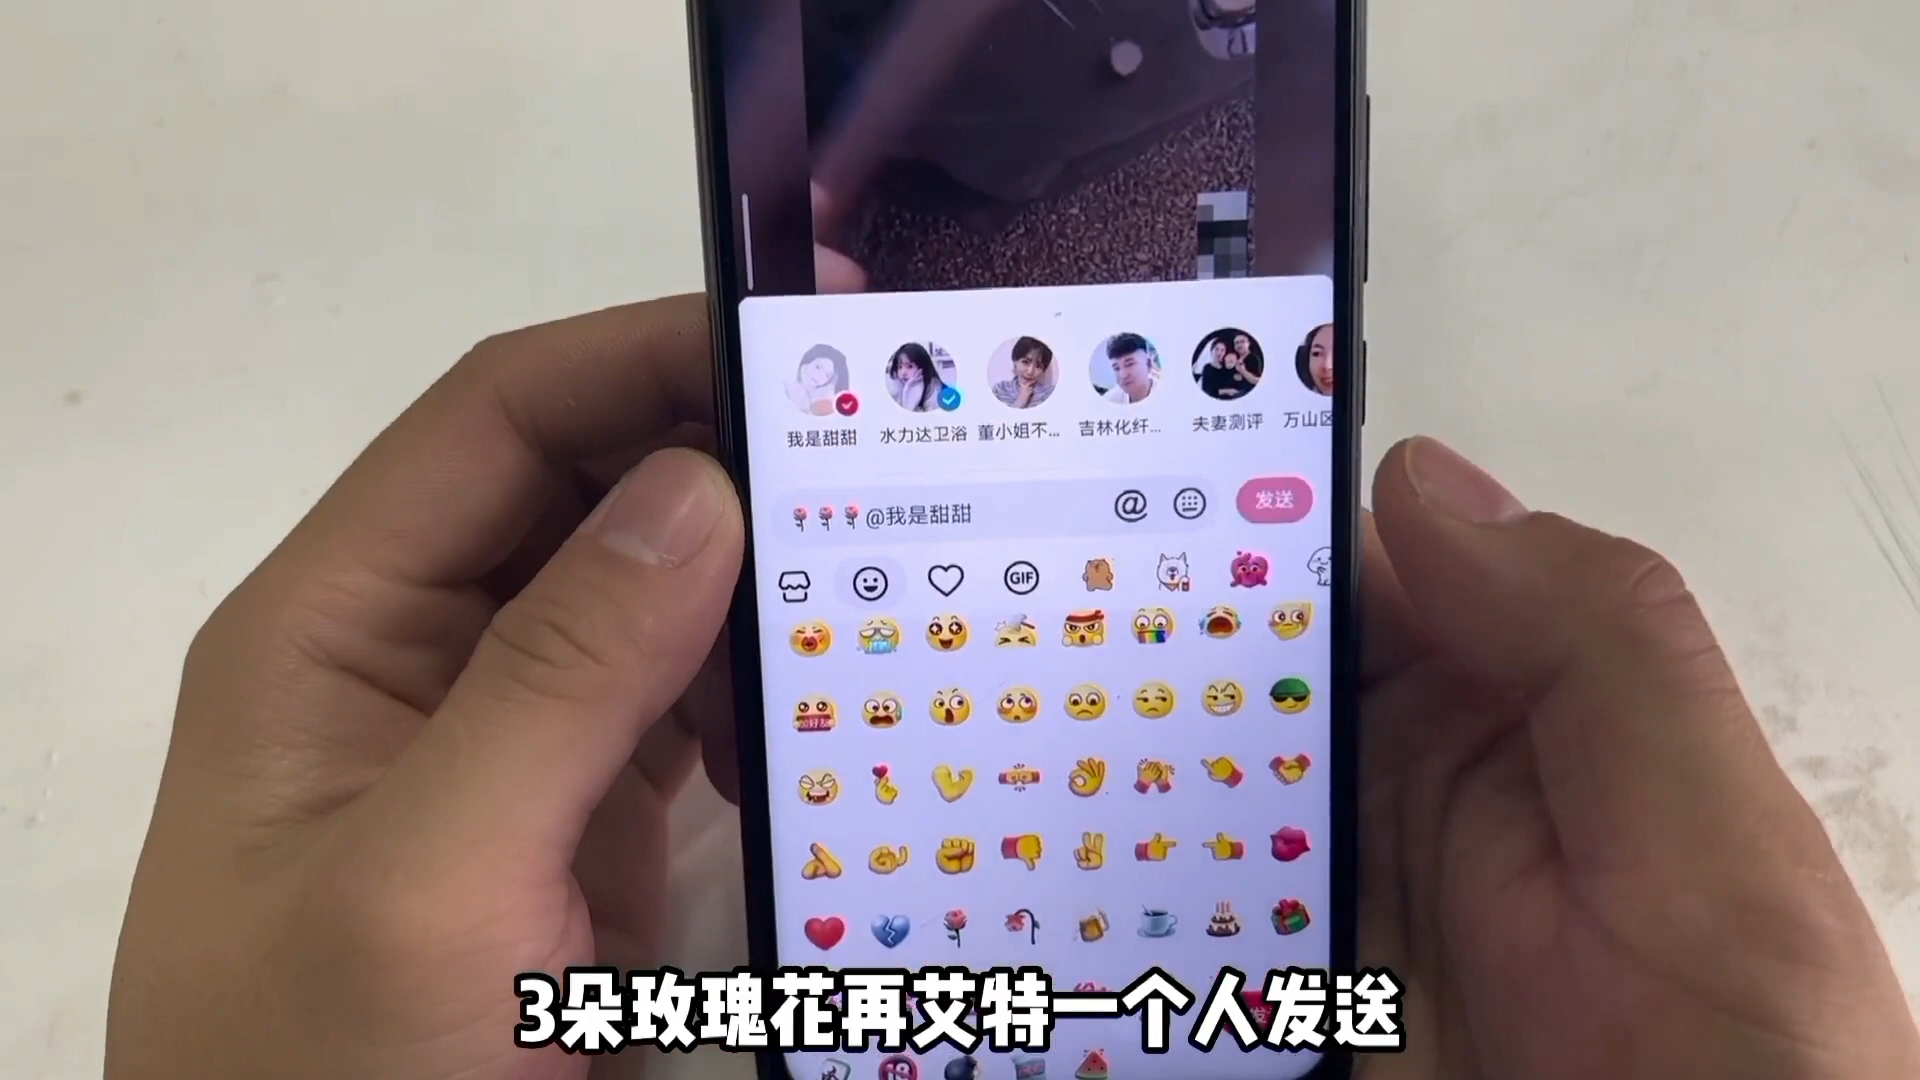 我是甜甜
水力达卫浴
董小姐不...
吉林化纤...
夫妻测评
万山区
🌹🌹🌹@我是甜甜
@
发送
GIF
3朵玫瑰花再艾特一个人发送